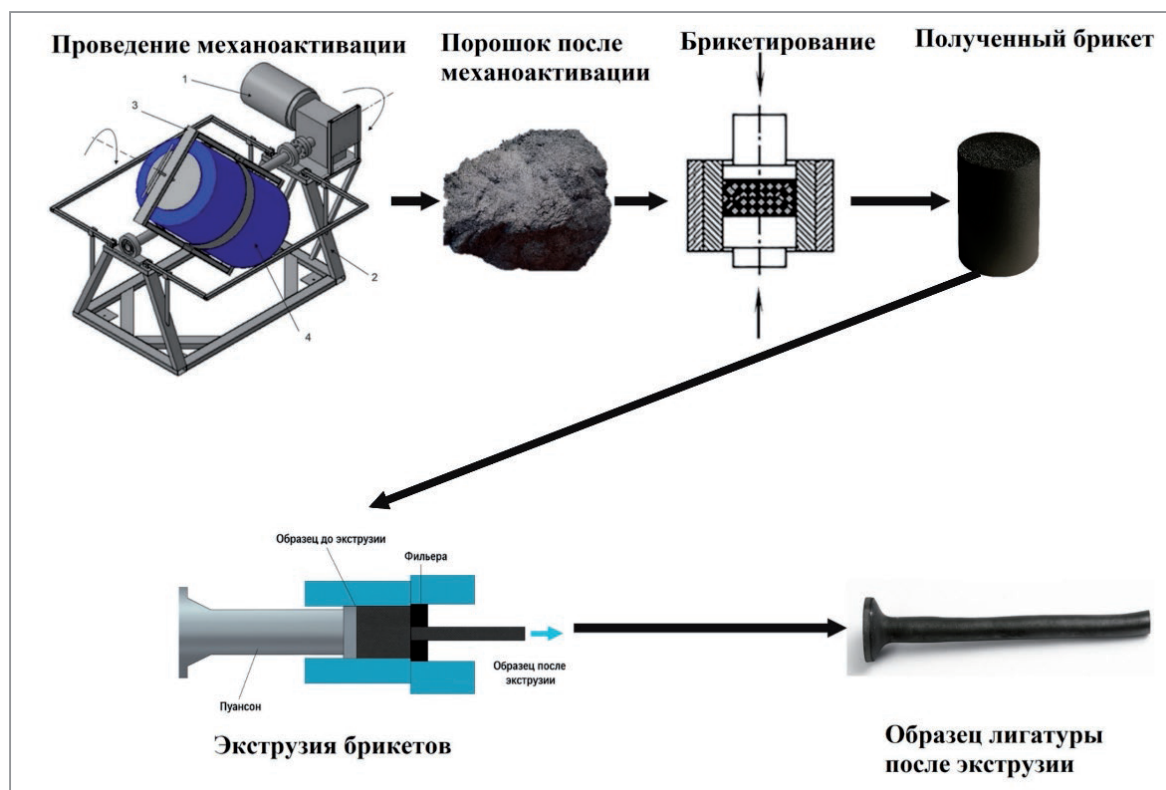 Проведение механоактивации
Порошок после
механоактивации
Брикетирование
Полученный брикет
1
3
2
4
Образец до экструзии
Фильера
Образец после
экструзии
Пуансон
Экструзия брикетов
Образец лигатуры
после экструзии